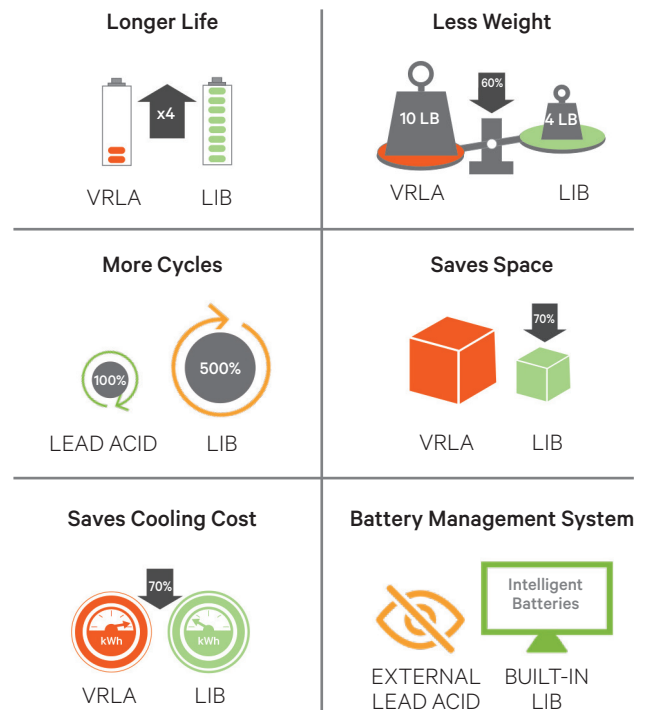 Longer Life
x4
VRLA
LIB
Less Weight
60%
10 LB
4 LB
VRLA
LIB
More Cycles
100%
500%
LEAD ACID
LIB
Saves Space
70%
VRLA
LIB
Saves Cooling Cost
70%
kWh
kWh
VRLA
LIB
Battery Management System
Intelligent
Batteries
EXTERNAL
LEAD ACID
BUILT-IN
LIB